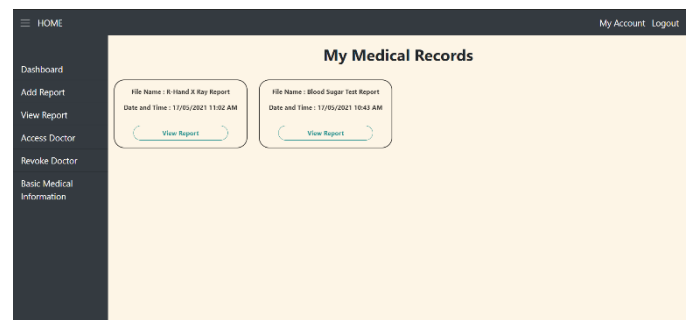 HOME
My Account Logout
Dashboard
Add Report
View Report
Access Doctor
Revoke Doctor
Basic Medical
Information
My Medical Records
File Name : R-Hand X Ray Report
Date and Time : 17/05/2021 11:02 AM
View Report
File Name : Blood Sugar Test Report
Date and Time : 17/05/2021 10:43 AM
View Report